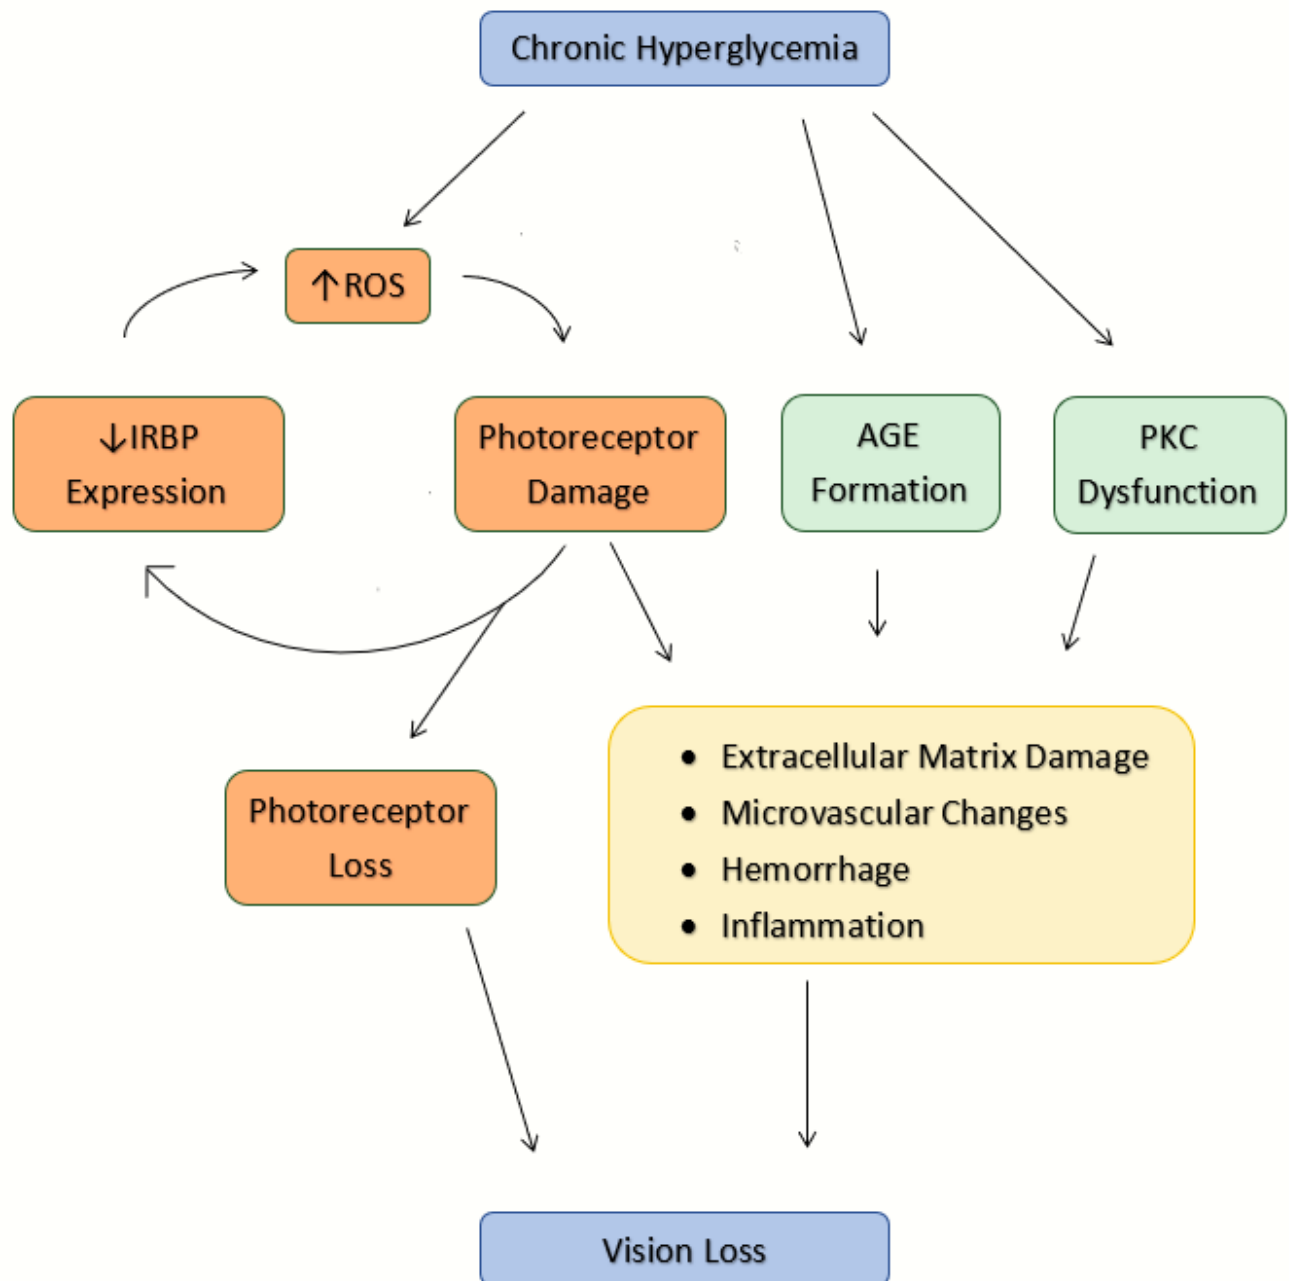 Chronic Hyperglycemia
↑ROS
↓IRBP
Expression
Photoreceptor
Damage
AGE
Formation
PKC
Dysfunction
Photoreceptor
Loss
• Extracellular Matrix Damage
• Microvascular Changes
• Hemorrhage
• Inflammation
Vision Loss